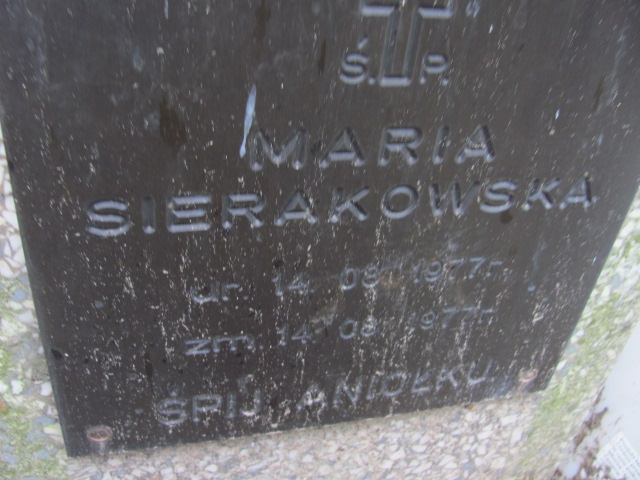 Ś. P.
MARIA
SIERAKOWSKA
ur. 14. 08. 1977r.
zm. 14. 08. 1977r.
ŚPIJ ANIOŁKU